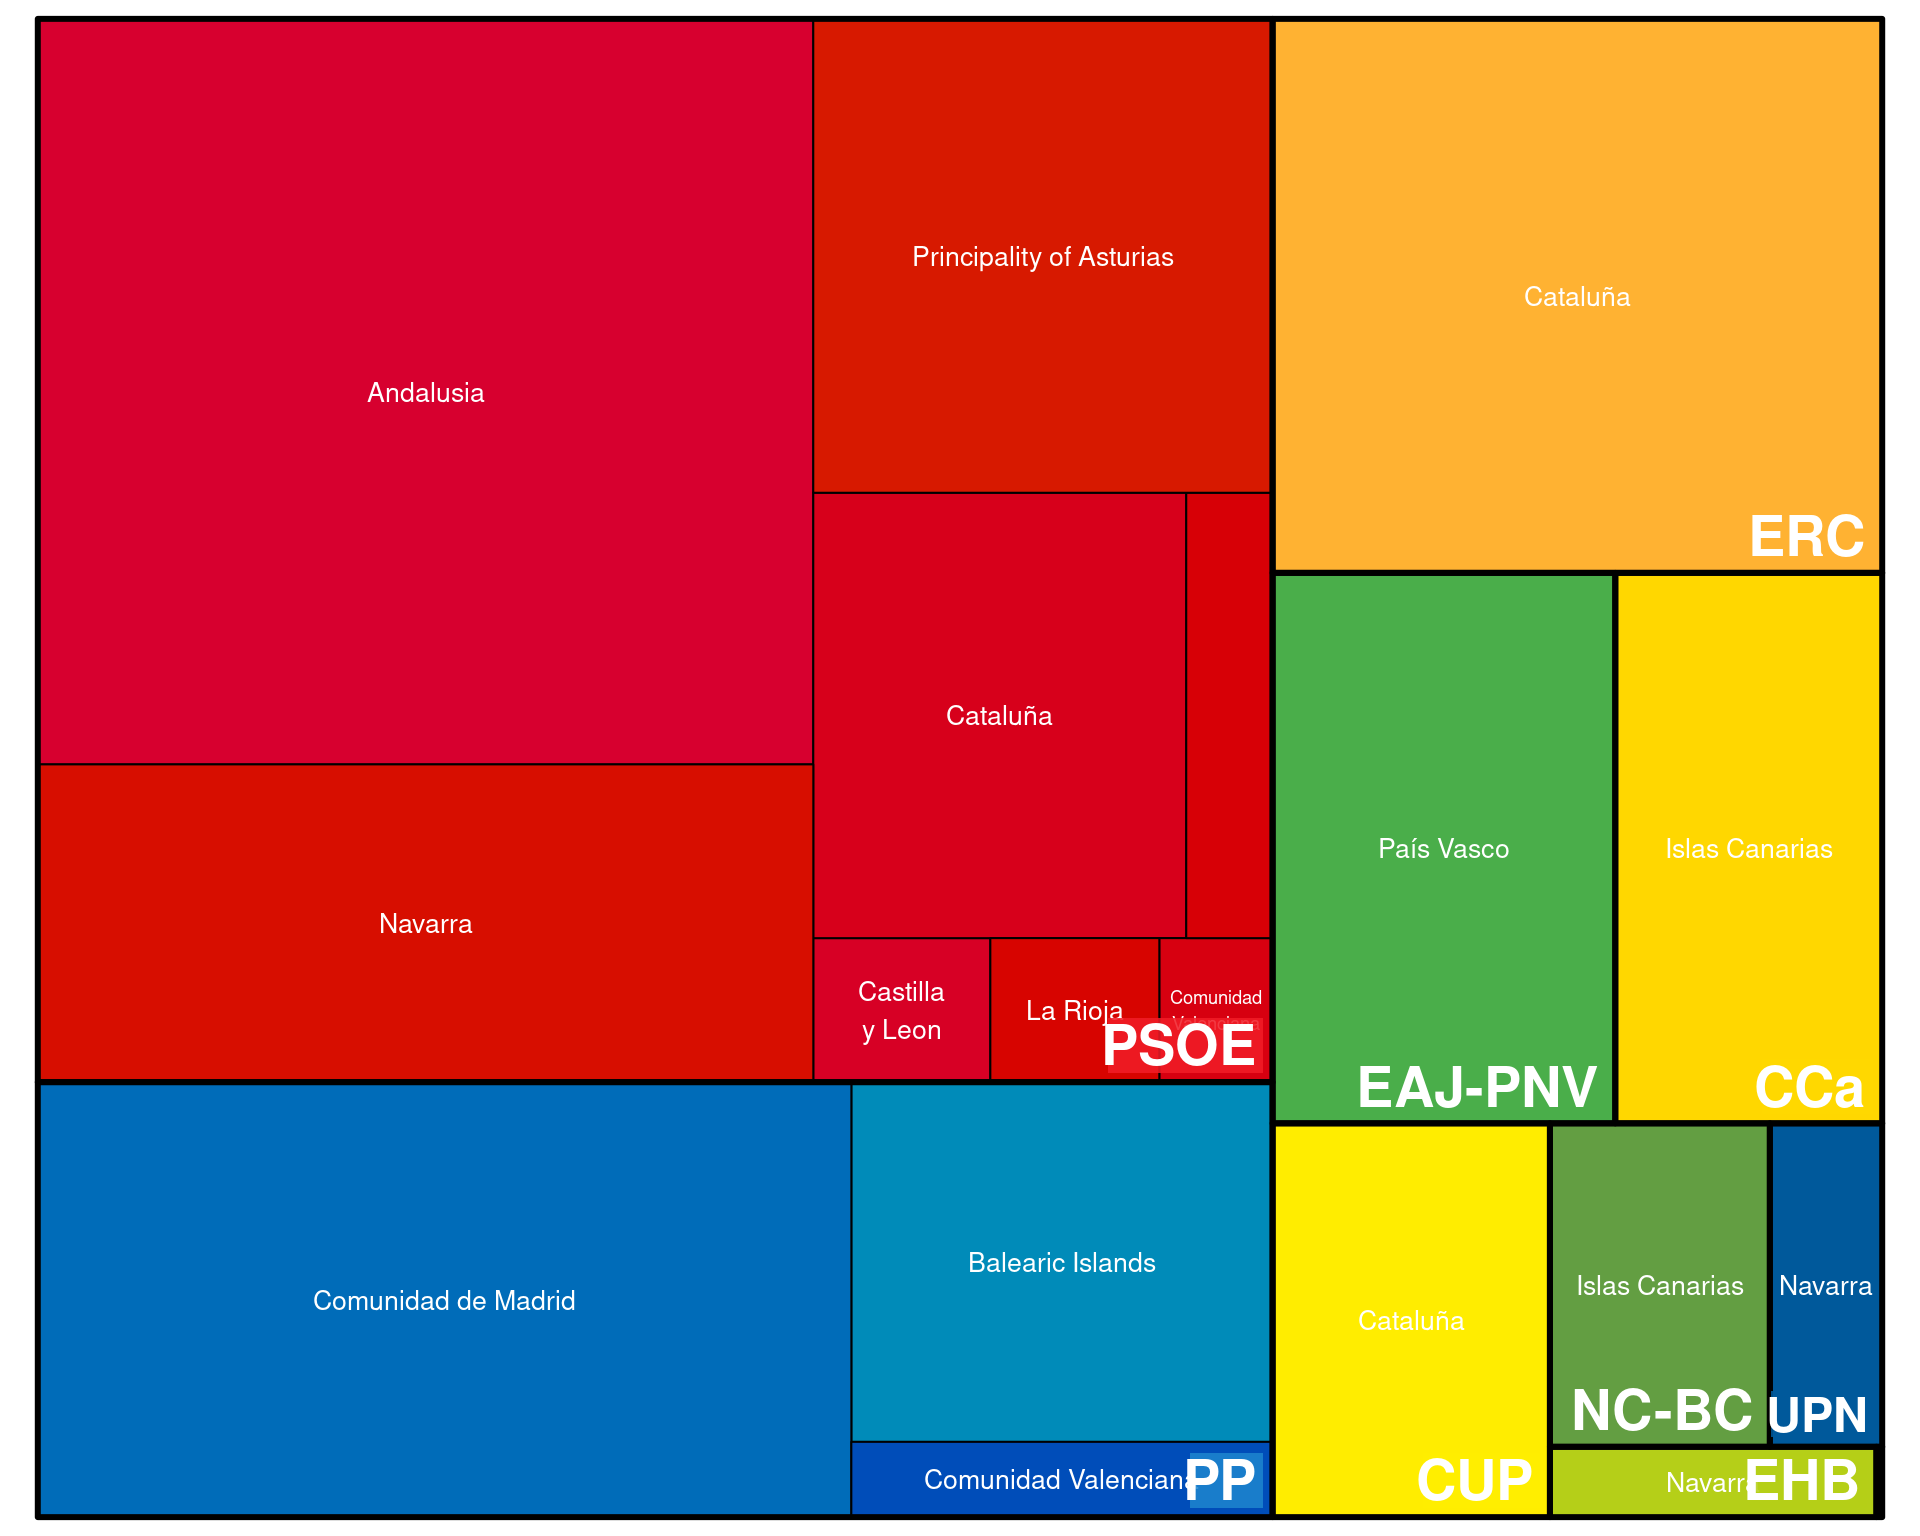 Andalusia
Principality of Asturias
Cataluña
ERC
Cataluña
Navarra
Castilla
y Leon
La Rioja
Comunidad
Valenciana
PSOE
País Vasco
EAJ-PNV
Islas Canarias
CCa
Comunidad de Madrid
Balearic Islands
Comunidad Valenciana
PP
Cataluña
CUP
Islas Canarias
NC-BC
Navarra
UPN
Navarra
EHB